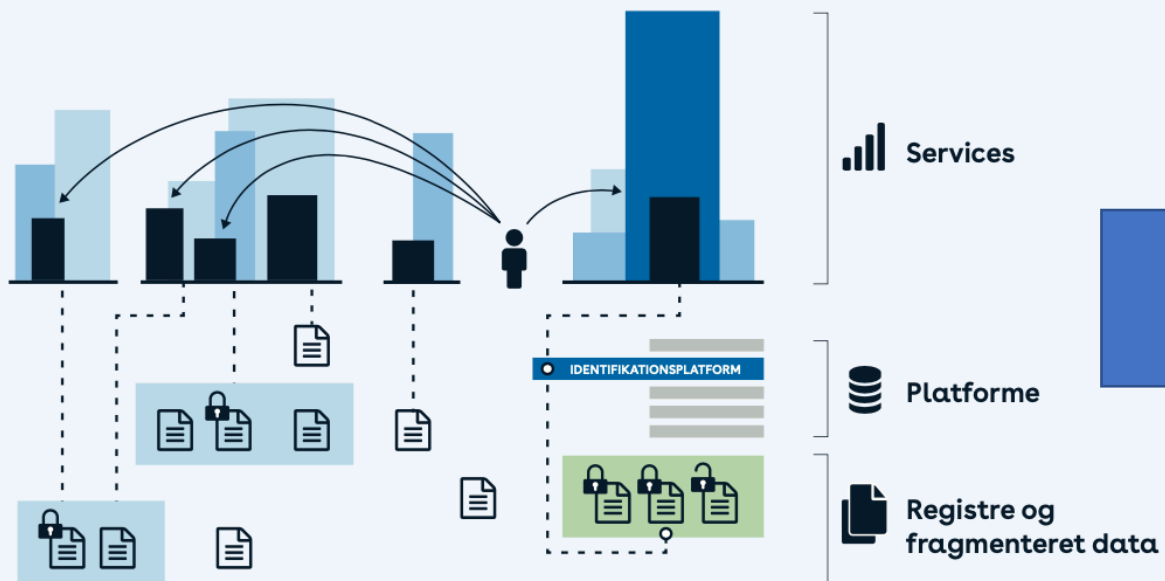 Services
IDENTIFIKATIONSPLATFORM
Platforme
Registre og
fragmenteret data